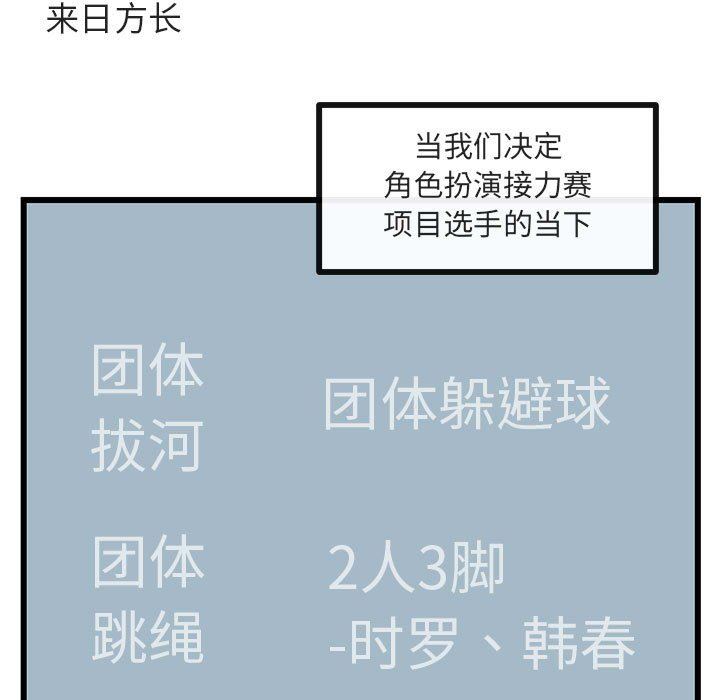 来日方长
当我们决定
角色扮演接力赛
项目选手的当下
团体
拔河
团体躲避球
团体
跳绳
2人3脚
-时罗、韩春